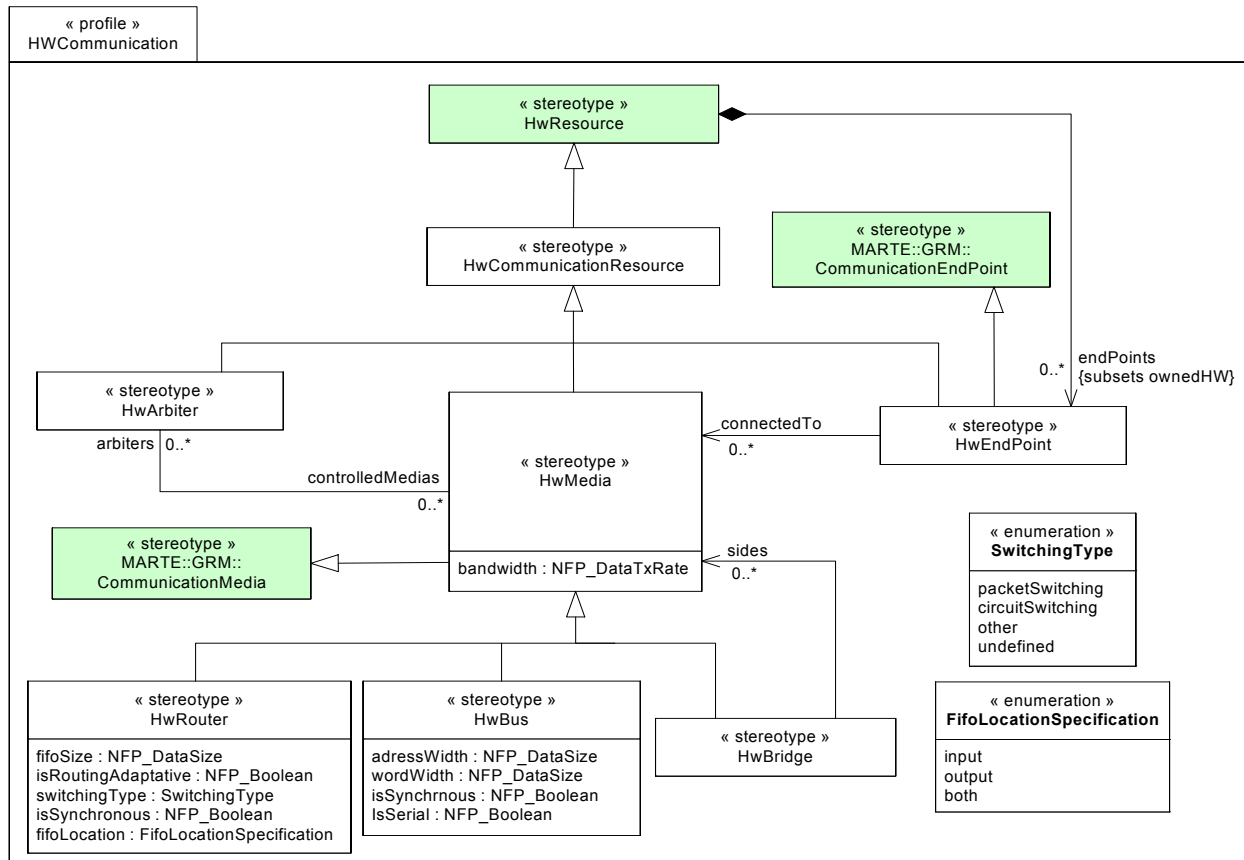 « profile »
HWCommunication
« stereotype »
HwResource
« stereotype »
HwCommunicationResource
« stereotype »
MARTE::GRM::
CommunicationEndPoint
endPoints
0..*
{subsets ownedHW}
« stereotype »
HwArbiter
arbiters
0..*
controlledMedias
0..*
« stereotype »
HwMedia
bandwidth : NFP_DataTxRate
connectedTo
0..*
« stereotype »
HwEndPoint
« stereotype »
MARTE::GRM::
CommunicationMedia
sides
0..*
« enumeration »
SwitchingType
packetSwitching
circuitSwitching
other
undefined
« stereotype »
HwRouter
fifoSize : NFP_DataSize
isRoutingAdaptative : NFP_Boolean
switchingType : SwitchingType
isSynchronous : NFP_Boolean
fifoLocation : FifoLocationSpecification
« stereotype »
HwBus
adressWidth : NFP_DataSize
wordWidth : NFP_DataSize
isSynchrnous : NFP_Boolean
IsSerial : NFP_Boolean
« stereotype »
HwBridge
« enumeration »
FifoLocationSpecification
input
output
both